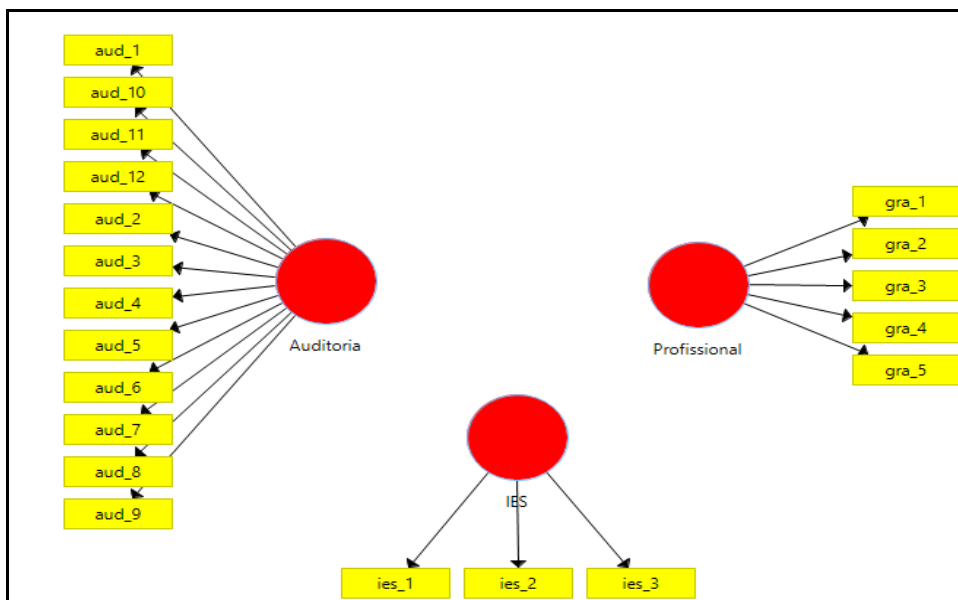 aud_1
aud_10
aud_11
aud_12
aud_2
aud_3
aud_4
aud_5
aud_6
aud_7
aud_8
aud_9
Auditoria
IES
ies_1
ies_2
ies_3
Profissional
gra_1
gra_2
gra_3
gra_4
gra_5